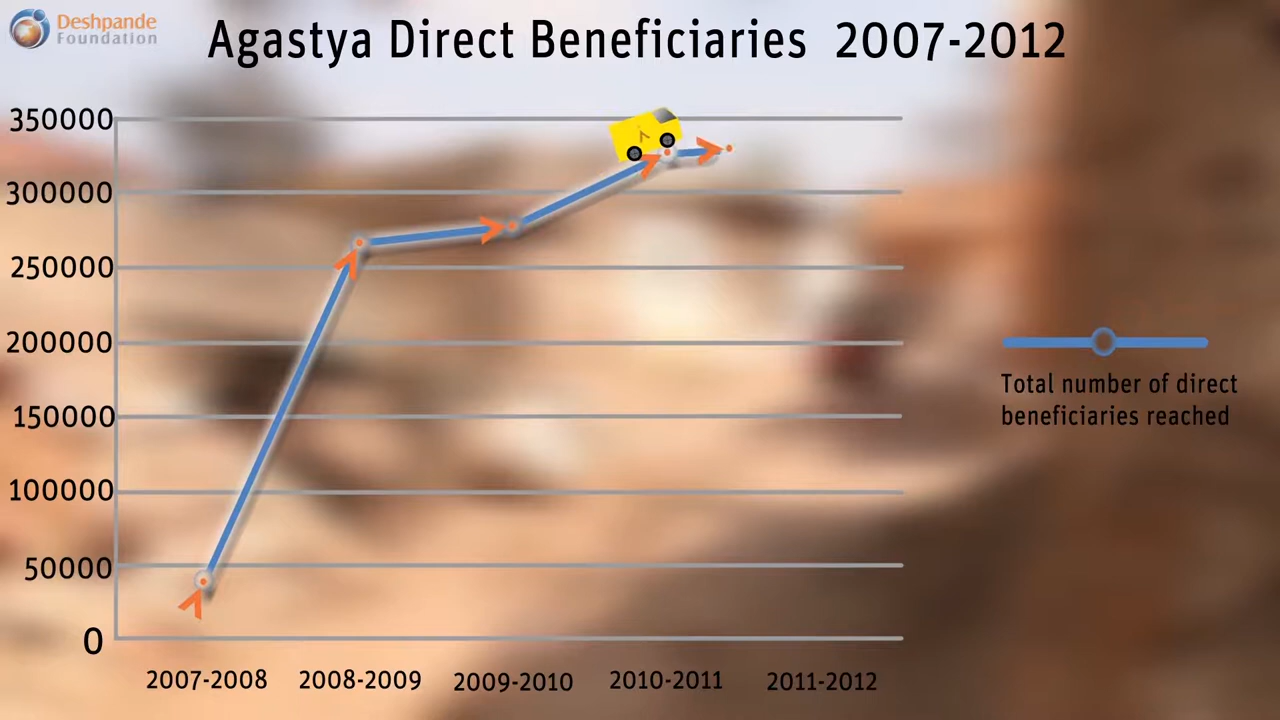 Deshpande
Foundation
Agastya Direct Beneficiaries 2007-2012
350000
300000
250000
200000
150000
100000
50000
0
2007-2008 2008-2009 2009-2010 2010-2011 2011-2012
Total number of direct
beneficiaries reached